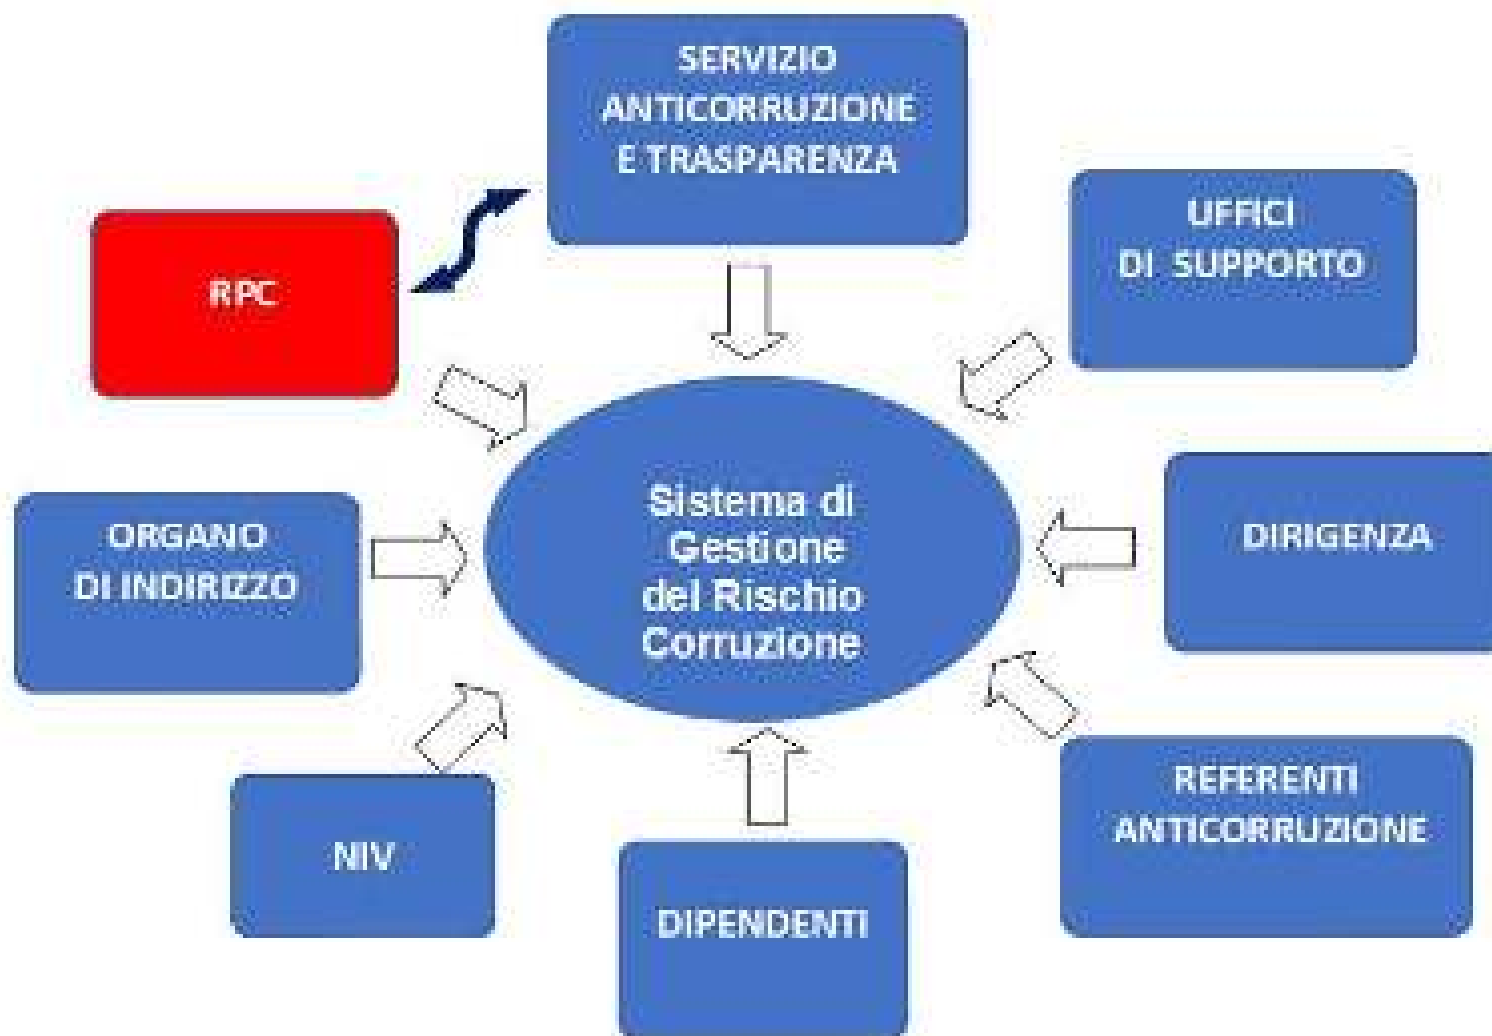 SERVIZIO
ANTICORRUZIONE
E TRASPARENZA
UFFICI
DI SUPPORTO
RPC
ORGANO
DI INDIRIZZO
Sistema di
Gestione
del Rischio
Corruzione
DIRIGENZA
NIV
DIPENDENTI
REFERENTI
ANTICORRUZIONE